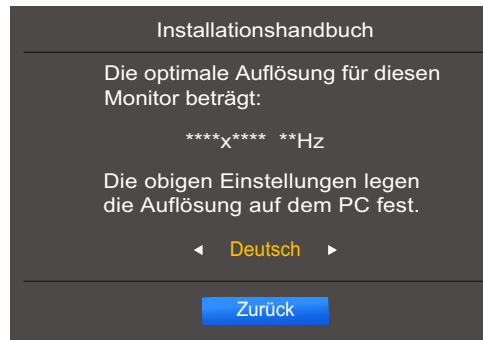 Installationshandbuch
Die optimale Auflösung für diesen
Monitor beträgt:
****x**** **Hz
Die obigen Einstellungen legen
die Auflösung auf dem PC fest.
Deutsch
Zurück